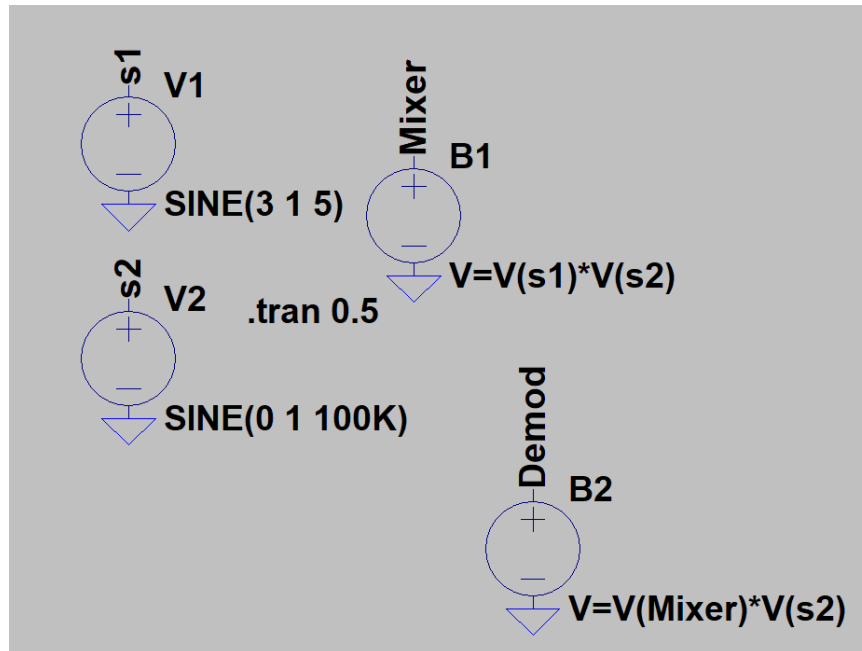 s1
V1
SINE(3 1 5)
Mixer
B1
V=V(s1)*V(s2)
s2
V2
.tran 0.5
SINE(0 1 100K)
Demod
B2
V=V(Mixer)*V(s2)